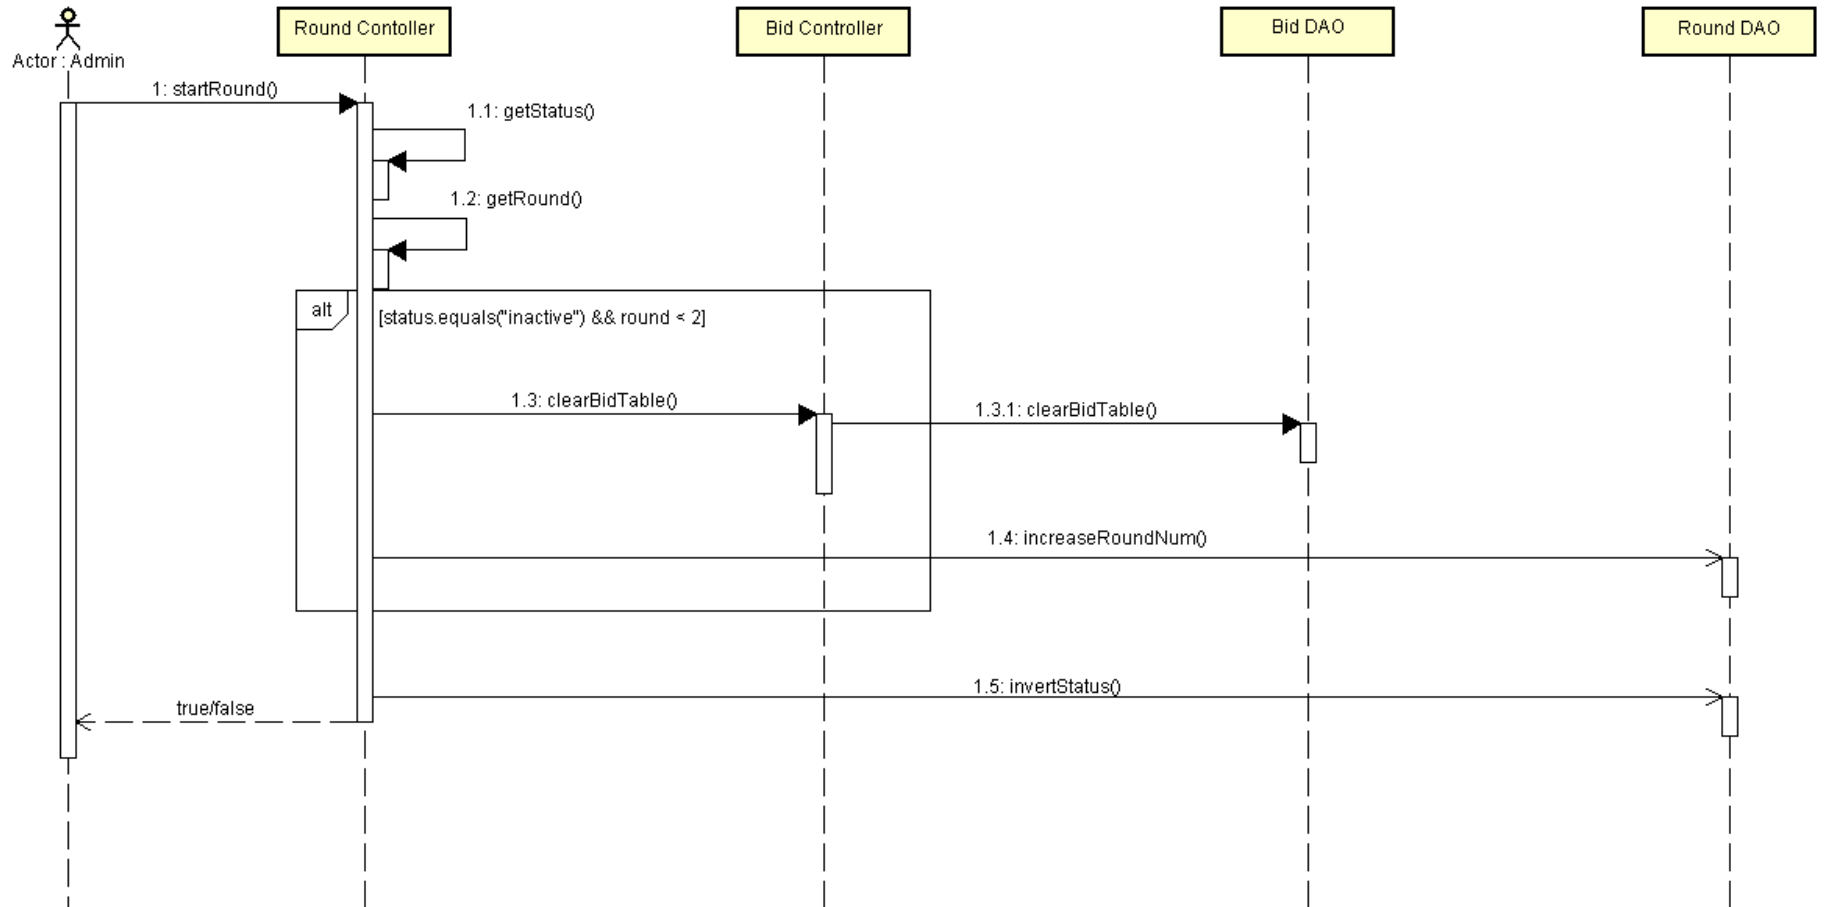 Actor : Admin
Round Contoller
Bid Controller
Bid DAO
Round DAO
1: startRound()
1.1: getStatus()
1.2: getRound()
alt
[status.equals("inactive") && round < 2]
1.3: clearBidTable()
1.3.1: clearBidTable()
1.4: increaseRoundNum()
1.5: invertStatus()
true/false